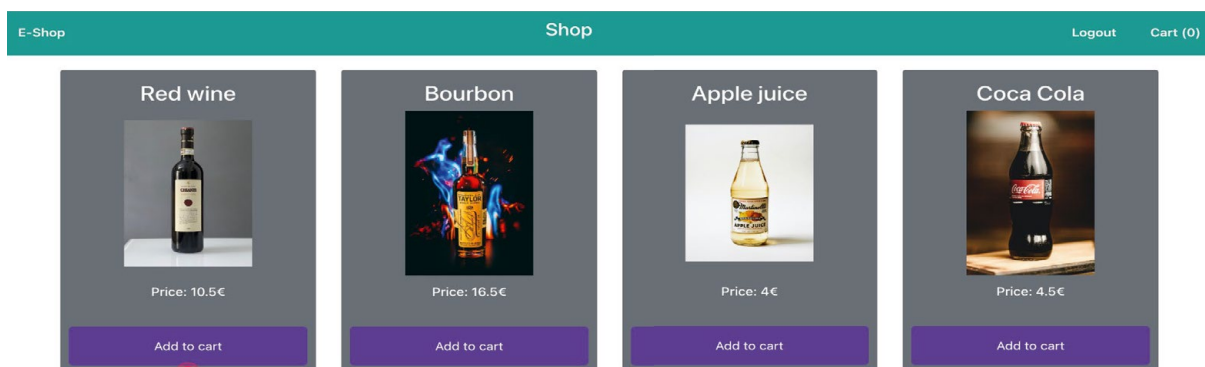 E-Shop
Shop
Logout
Cart (0)
Red wine
Bourbon
Apple juice
Coca Cola
TAYLOR
APPLE JUICE
Coca-Cola
Price: 10.5€
Price: 16.5€
Price: 4€
Price: 4.5€
Add to cart
Add to cart
Add to cart
Add to cart